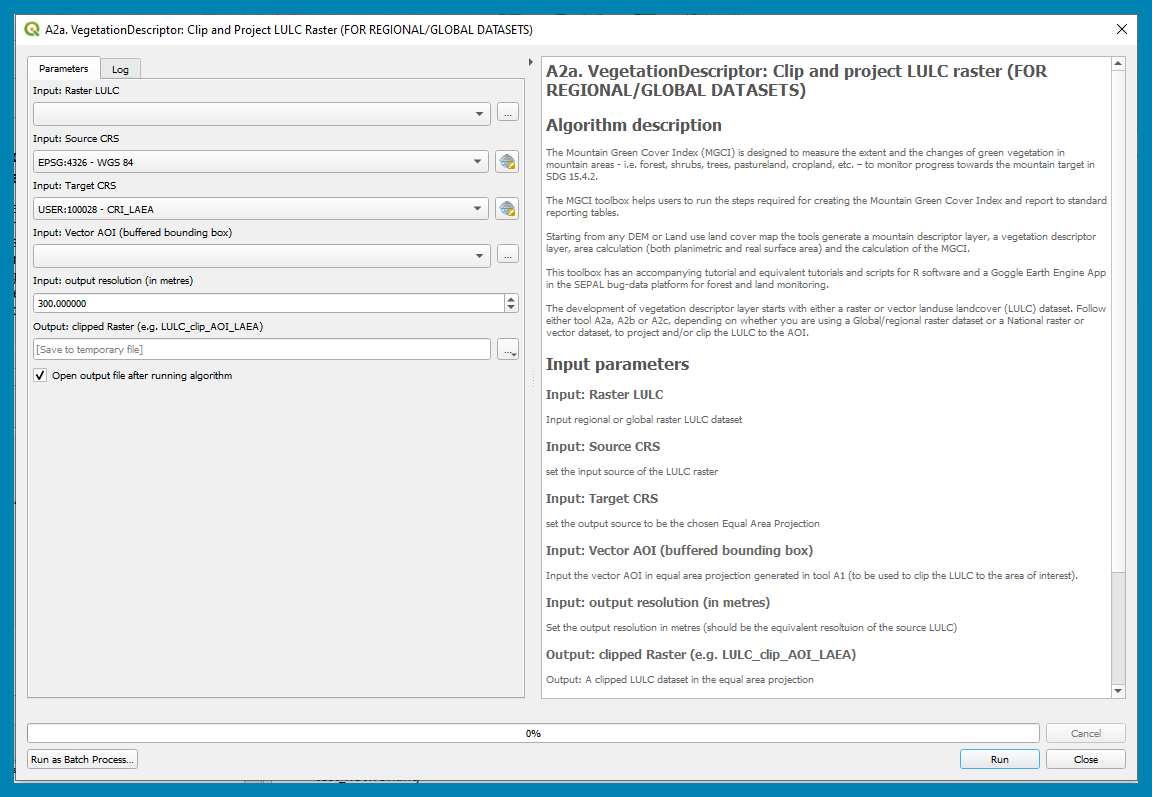 A2a. VegetationDescriptor: Clip and Project LULC Raster (FOR REGIONAL/GLOBAL DATASETS)
Parameters
Log
Input: Raster LULC
...
Input: Source CRS
EPSG:4326 - WGS 84
Input: Target CRS
USER:100028 - CRI_LAEA
Input: Vector AOI (buffered bounding box)
...
Input: output resolution (in metres)
300.000000
Output: clipped Raster (e.g. LULC_clip_AOI_LAEA)
[Save to temporary file]
...
Open output file after running algorithm
A2a. VegetationDescriptor: Clip and project LULC raster (FOR
REGIONAL/GLOBAL DATASETS)
Algorithm description
The Mountain Green Cover Index (MGCI) is designed to measure the extent and the changes of green vegetation in
mountain areas - i.e. forest, shrubs, trees, pastureland, cropland, etc. – to monitor progress towards the mountain target in
SDG 15.4.2.
The MGCI toolbox helps users to run the steps required for creating the Mountain Green Cover Index and report to standard
reporting tables.
Starting from any DEM or Land use land cover map the tools generate a mountain descriptor layer, a vegetation descriptor
layer, area calculation (both planimetric and real surface area) and the calculation of the MGCI.
This toolbox has an accompanying tutorial and equivalent tutorials and scripts for R software and a Goggle Earth Engine App
in the SEPAL bug-data platform for forest and land monitoring.
The development of vegetation descriptor layer starts with either a raster or vector landuse landcover (LULC) dataset. Follow
either tool A2a, A2b or A2c, depending on whether you are using a Global/regional raster dataset or a National raster or
vector dataset, to project and/or clip the LULC to the AOI.
Input parameters
Input: Raster LULC
Input regional or global raster LULC dataset
Input: Source CRS
set the input source of the LULC raster
Input: Target CRS
set the output source to be the chosen Equal Area Projection
Input: Vector AOI (buffered bounding box)
Input the vector AOI in equal area projection generated in tool A1 (to be used to clip the LULC to the area of interest).
Input: output resolution (in metres)
Set the output resolution in metres (should be the equivalent resoltuion of the source LULC)
Output: clipped Raster (e.g. LULC_clip_AOI_LAEA)
Output: A clipped LULC dataset in the equal area projection
0%
Cancel
Run as Batch Process...
Run
Close